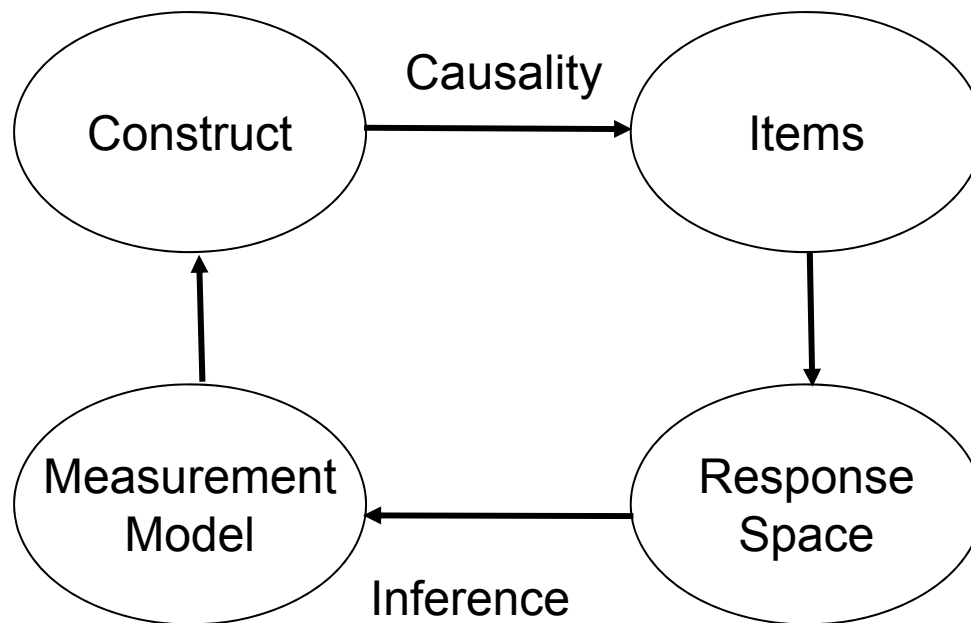 Causality
Construct
Items
Measurement
Model
Response
Space
Inference